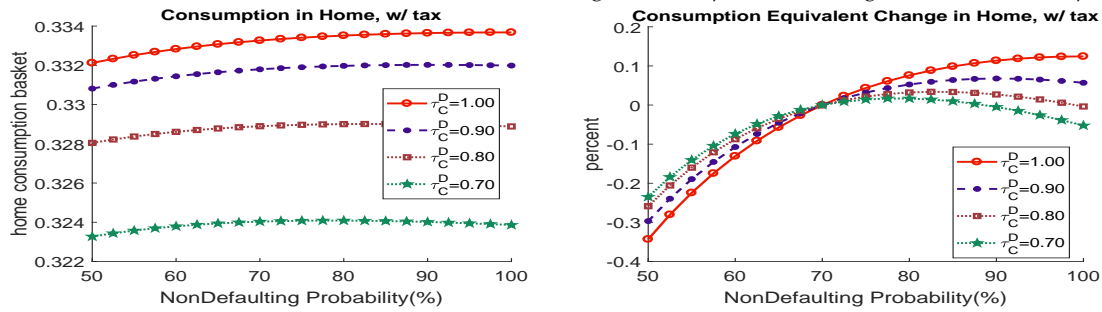 Consumption in Home, w/ tax
home consumption basket
0.334
0.332
0.33
0.328
0.326
0.324
0.322
50 60 70 80 90 100
NonDefaulting Probability(%)
τ_C^D=1.00
τ_C^D=0.90
τ_C^D=0.80
τ_C^D=0.70
Consumption Equivalent Change in Home, w/ tax
percent
0.2
0.1
0
-0.1
-0.2
-0.3
-0.4
50 60 70 80 90 100
NonDefaulting Probability(%)
τ_C^D=1.00
τ_C^D=0.90
τ_C^D=0.80
τ_C^D=0.70